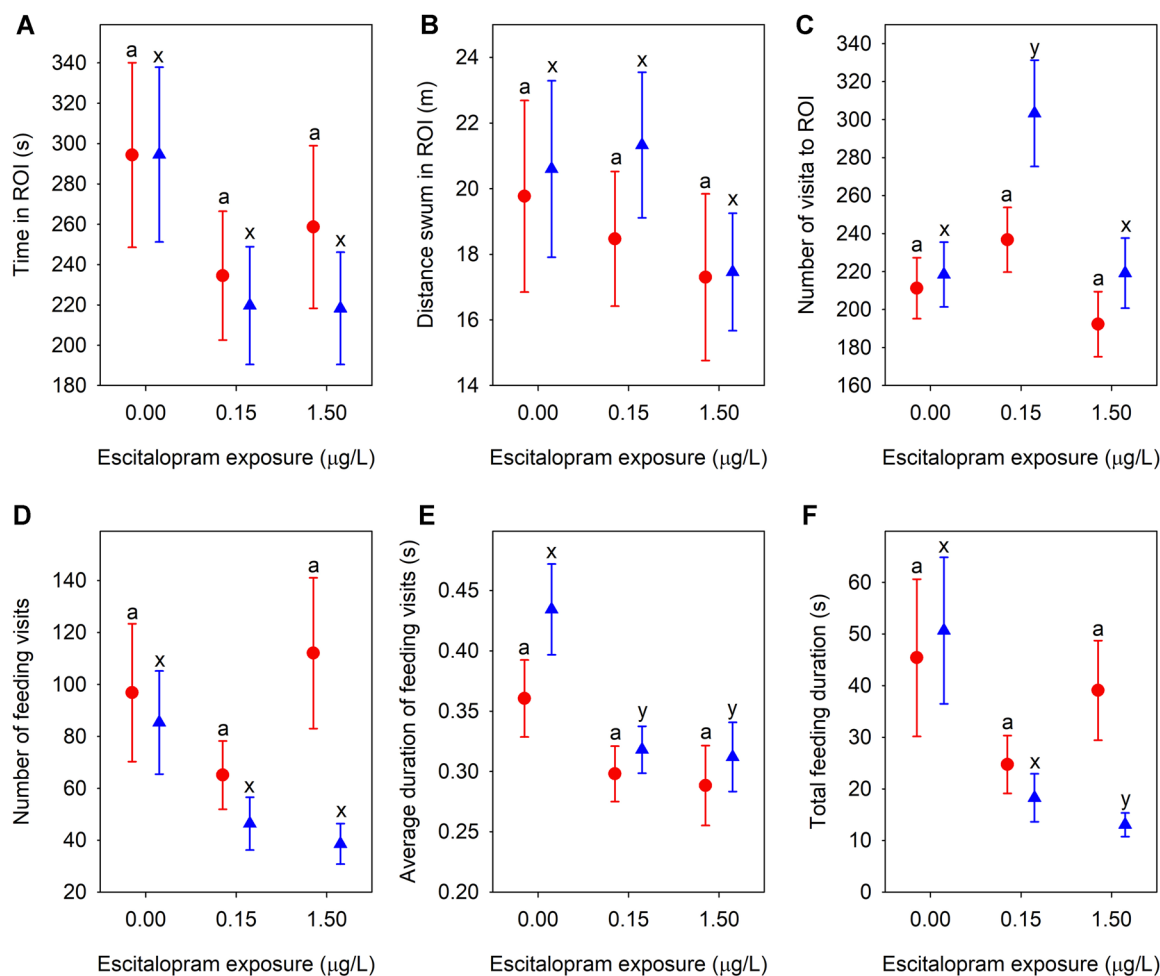 A
Time in ROI (s)
340
320
300
280
260
240
220
200
180
a x
a x
a x
0.00 0.15 1.50
Escitalopram exposure (μg/L)
B
Distance swum in ROI (m)
24
22
20
18
16
14
a x
a x
a x
0.00 0.15 1.50
Escitalopram exposure (μg/L)
C
Number of visita to ROI
340
320
300
280
260
240
220
200
180
160
a x
a y
a x
0.00 0.15 1.50
Escitalopram exposure (μg/L)
D
Number of feeding visits
140
120
100
80
60
40
20
a x
a x
a x
0.00 0.15 1.50
Escitalopram exposure (μg/L)
E
Average duration of feeding visits (s)
0.45
0.40
0.35
0.30
0.25
0.20
a x
a y
a y
0.00 0.15 1.50
Escitalopram exposure (μg/L)
F
Total feeding duration (s)
60
50
40
30
20
10
0
a x
a x
a y
0.00 0.15 1.50
Escitalopram exposure (μg/L)